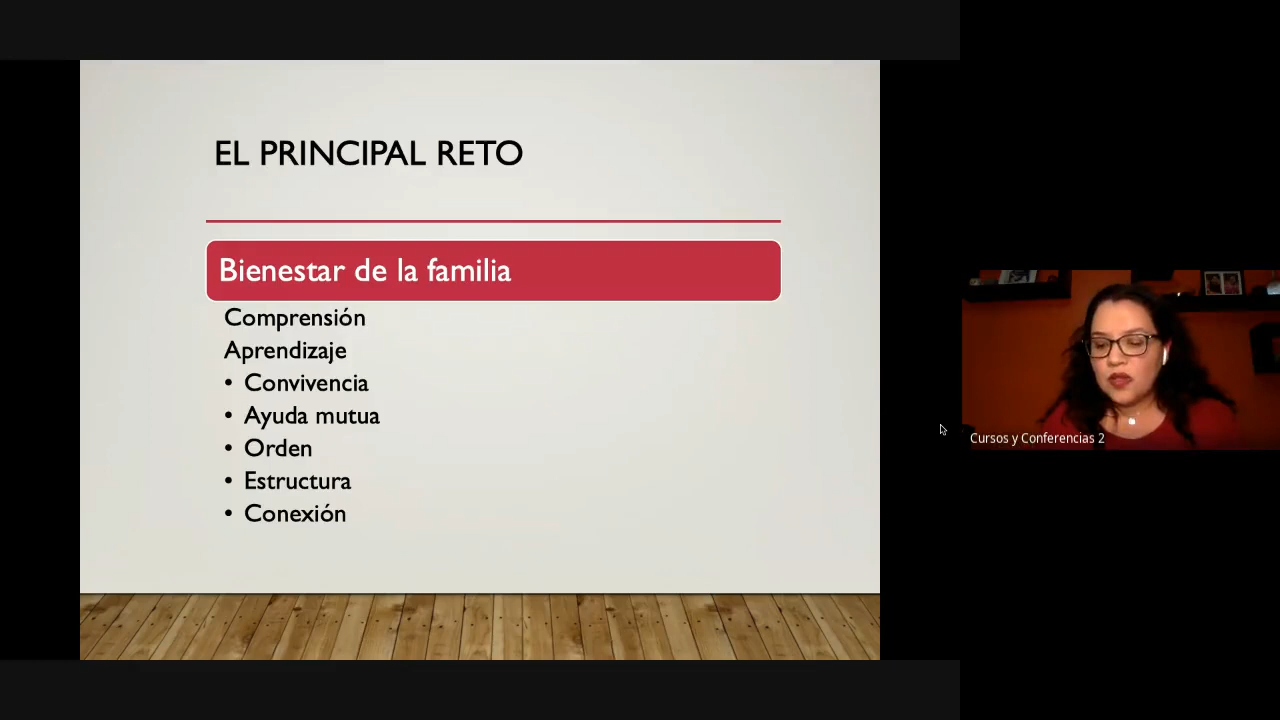 EL PRINCIPAL RETO
Bienestar de la familia
Comprensión
Aprendizaje
• Convivencia
• Ayuda mutua
• Orden
• Estructura
• Conexión
Cursos y Conferencias 2